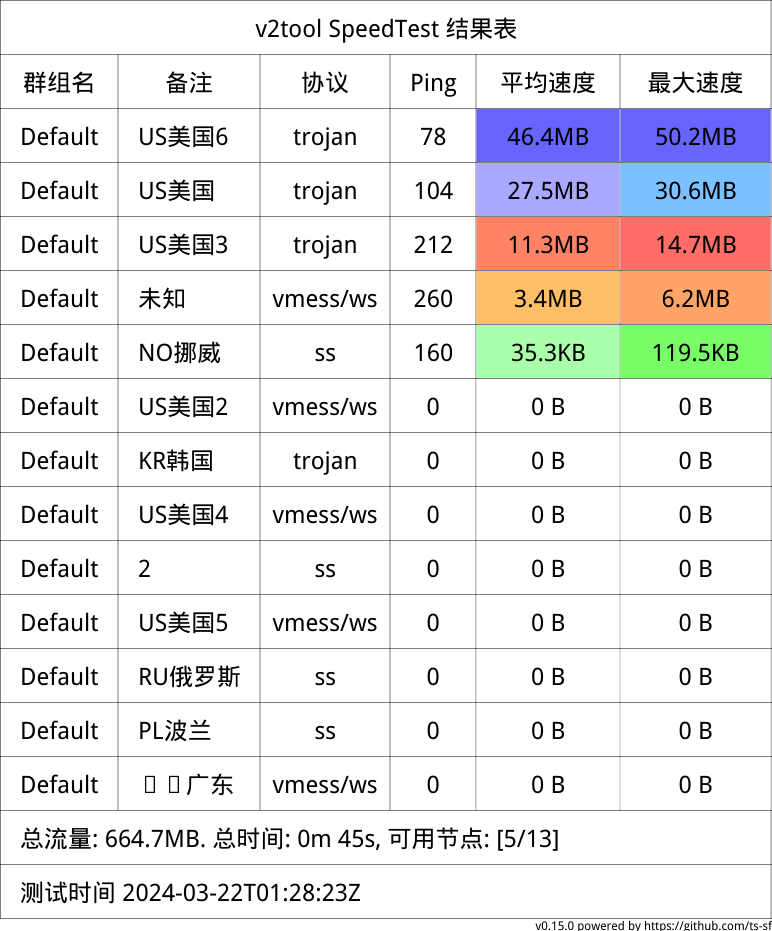 v2tool SpeedTest 结果表
群组名 备注 协议 Ping 平均速度 最大速度
Default US美国6 trojan 78 46.4MB 50.2MB
Default US美国 trojan 104 27.5MB 30.6MB
Default US美国3 trojan 212 11.3MB 14.7MB
Default 未知 vmess/ws 260 3.4MB 6.2MB
Default NO挪威 ss 160 35.3KB 119.5KB
Default US美国2 vmess/ws 0 0 B 0 B
Default KR韩国 trojan 0 0 B 0 B
Default US美国4 vmess/ws 0 0 B 0 B
Default 2 ss 0 0 B 0 B
Default US美国5 vmess/ws 0 0 B 0 B
Default RU俄罗斯 ss 0 0 B 0 B
Default PL波兰 ss 0 0 B 0 B
Default 广东 vmess/ws 0 0 B 0 B
总流量: 664.7MB. 总时间: 0m 45s, 可用节点: [5/13]
测试时间 2024-03-22T01:28:23Z
v0.15.0 powered by https://github.com/ts-sf